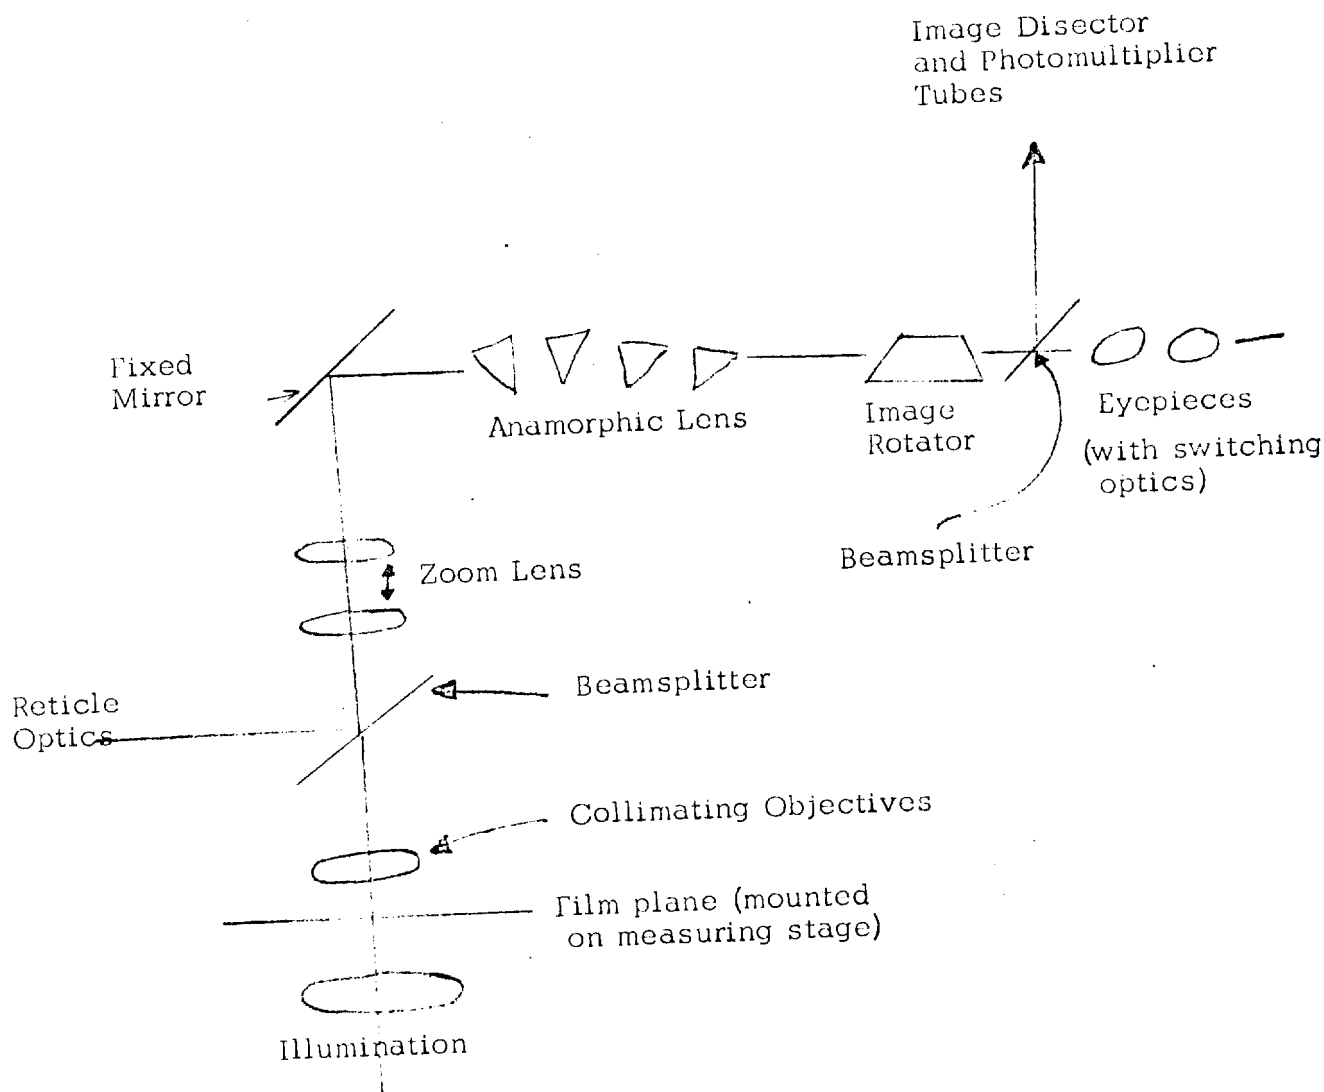 Image Disector
and Photomultiplier
Tubes
Fixed
Mirror
Anamorphic Lens
Image
Rotator
Eyepieces
(with switching
optics)
Beamsplitter
Zoom Lens
Beamsplitter
Reticle
Optics
Collimating Objectives
Film plane (mounted
on measuring stage)
Illumination